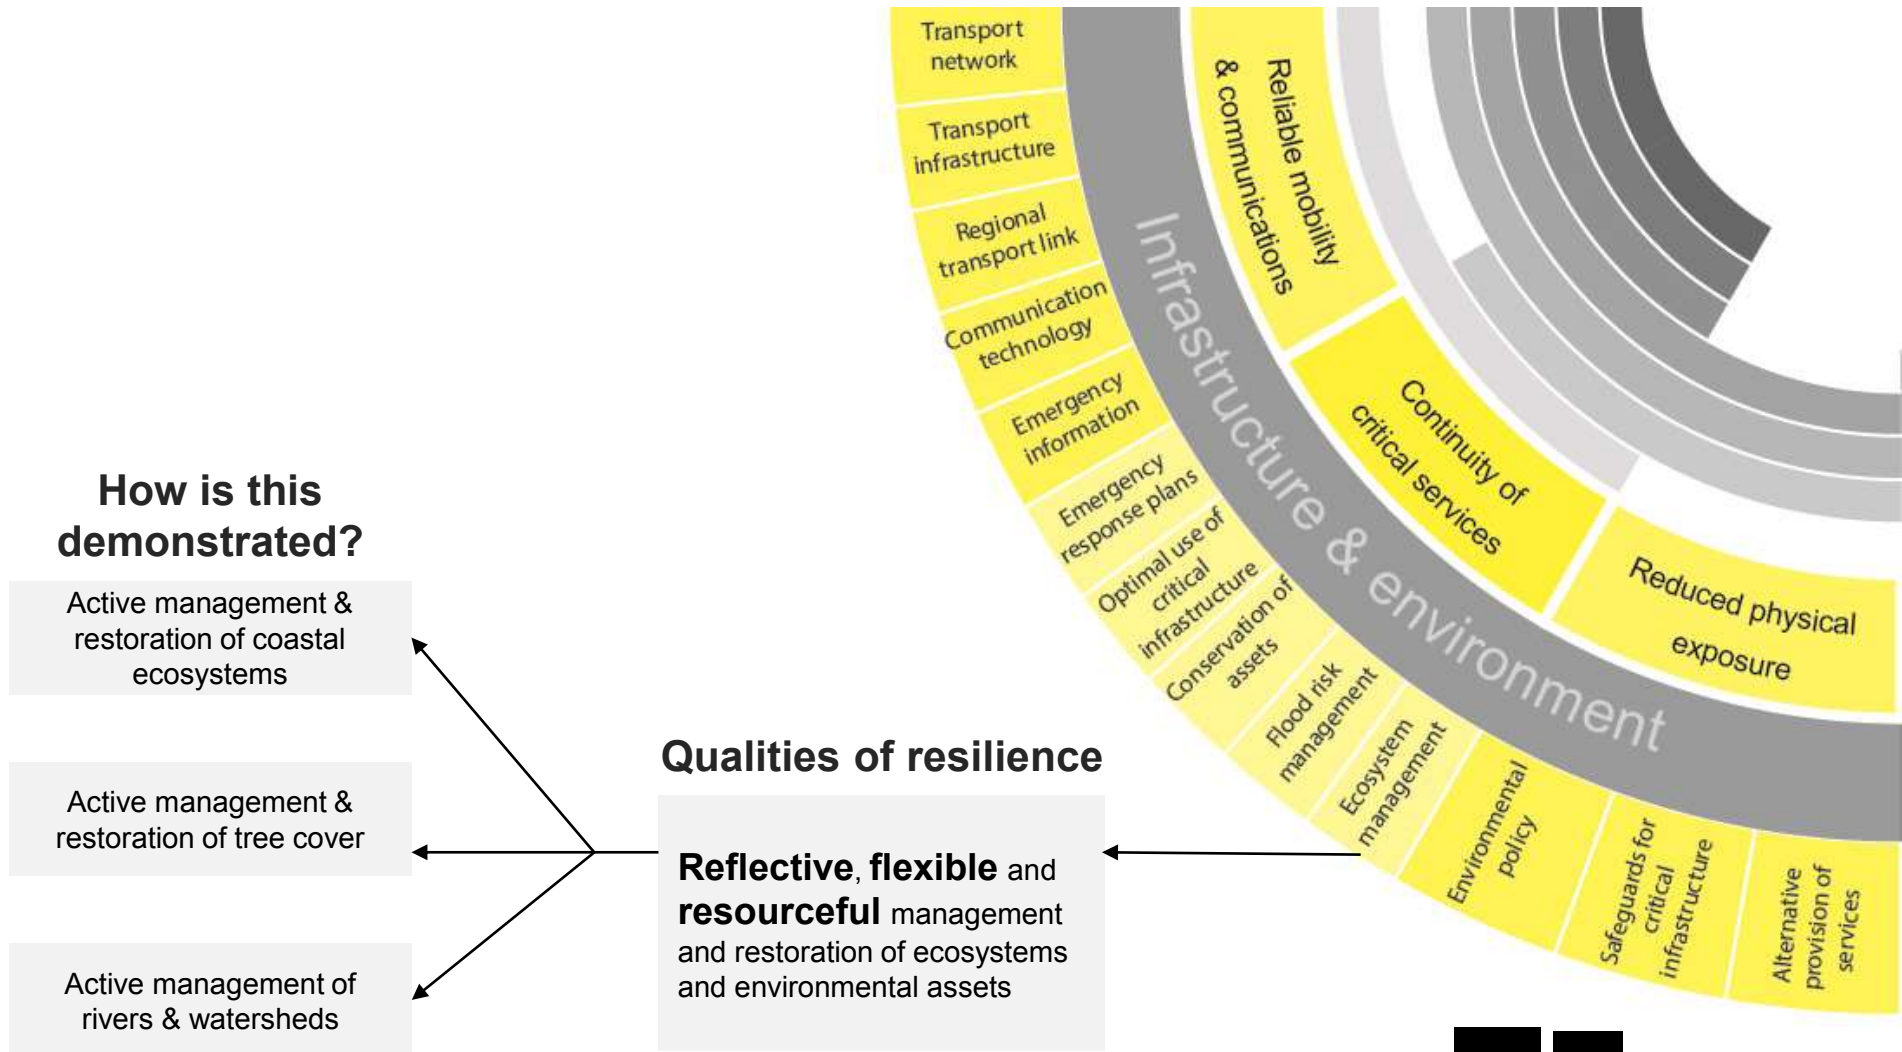 How is this
demonstrated?
Active management &
restoration of coastal
ecosystems
Active management &
restoration of tree cover
Active management of
rivers & watersheds
Qualities of resilience
Reflective, flexible and
resourceful management
and restoration of ecosystems
and environmental assets
Transport
network
Transport
infrastructure
Regional
transport link
Communication
technology
Emergency
information
Emergency
response plans
Optimal use of
critical
infrastructure
Conservation of
assets
Flood risk
management
Ecosystem
management
Environmental
policy
Safeguards for
critical
infrastructure
Alternative
provision of
services
Infrastructure & environment
Reliable mobility
& communications
Continuity of
critical services
Reduced physical
exposure